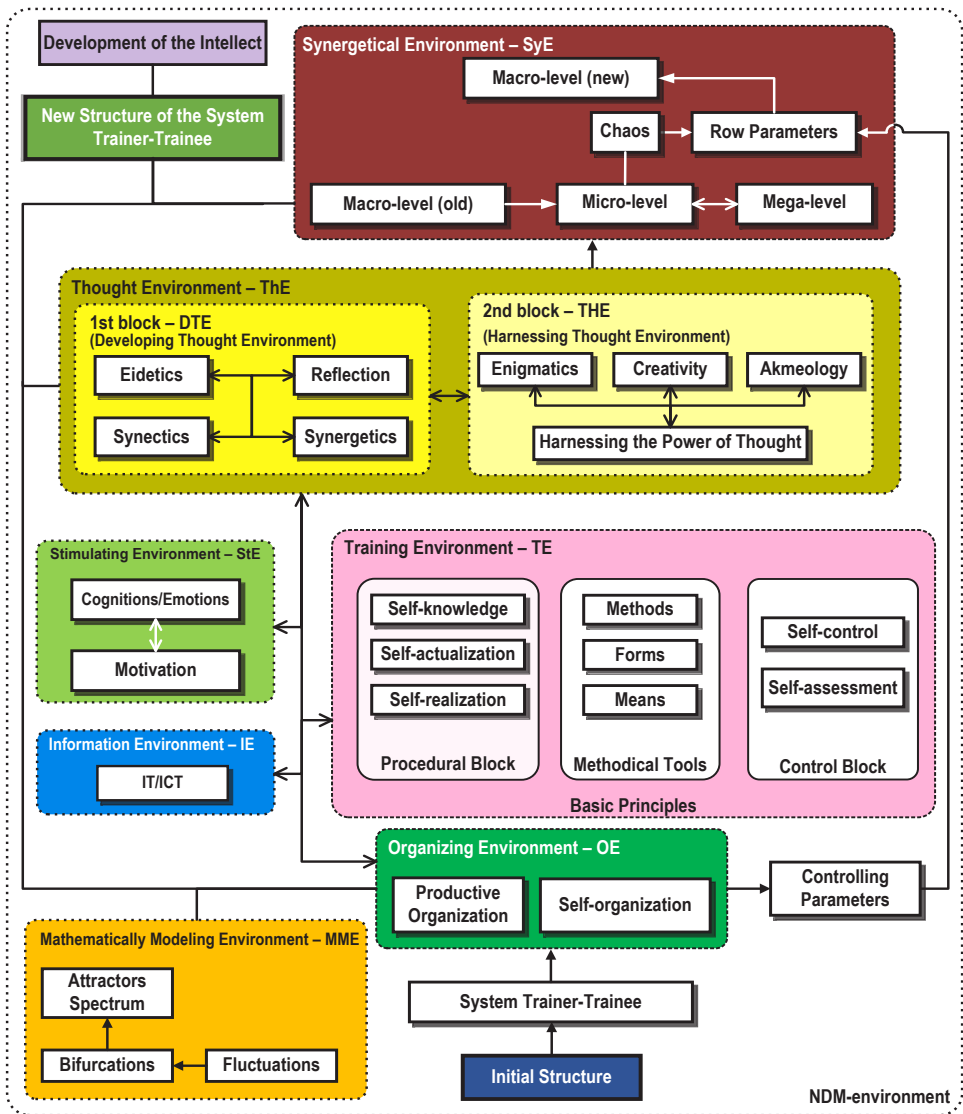 Development of the Intellect
New Structure of the System
Trainer-Trainee
Synergetical Environment – SyE
Macro-level (new)
Chaos
Row Parameters
Macro-level (old)
Micro-level
Mega-level
Thought Environment – ThE
1st block – DTE
(Developing Thought Environment)
Eidetics
Reflection
Synectics
Synergetics
2nd block – THE
(Harnessing Thought Environment)
Enigmatics
Creativity
Akmeology
Harnessing the Power of Thought
Stimulating Environment – StE
Cognitions/Emotions
Motivation
Training Environment – TE
Self-knowledge
Self-actualization
Self-realization
Procedural Block
Methods
Forms
Means
Methodical Tools
Self-control
Self-assessment
Control Block
Basic Principles
Information Environment – IE
IT/ICT
Organizing Environment – OE
Productive
Organization
Self-organization
Controlling
Parameters
Mathematically Modeling Environment – MME
Attractors
Spectrum
Bifurcations
Fluctuations
System Trainer-Trainee
Initial Structure
NDM-environment